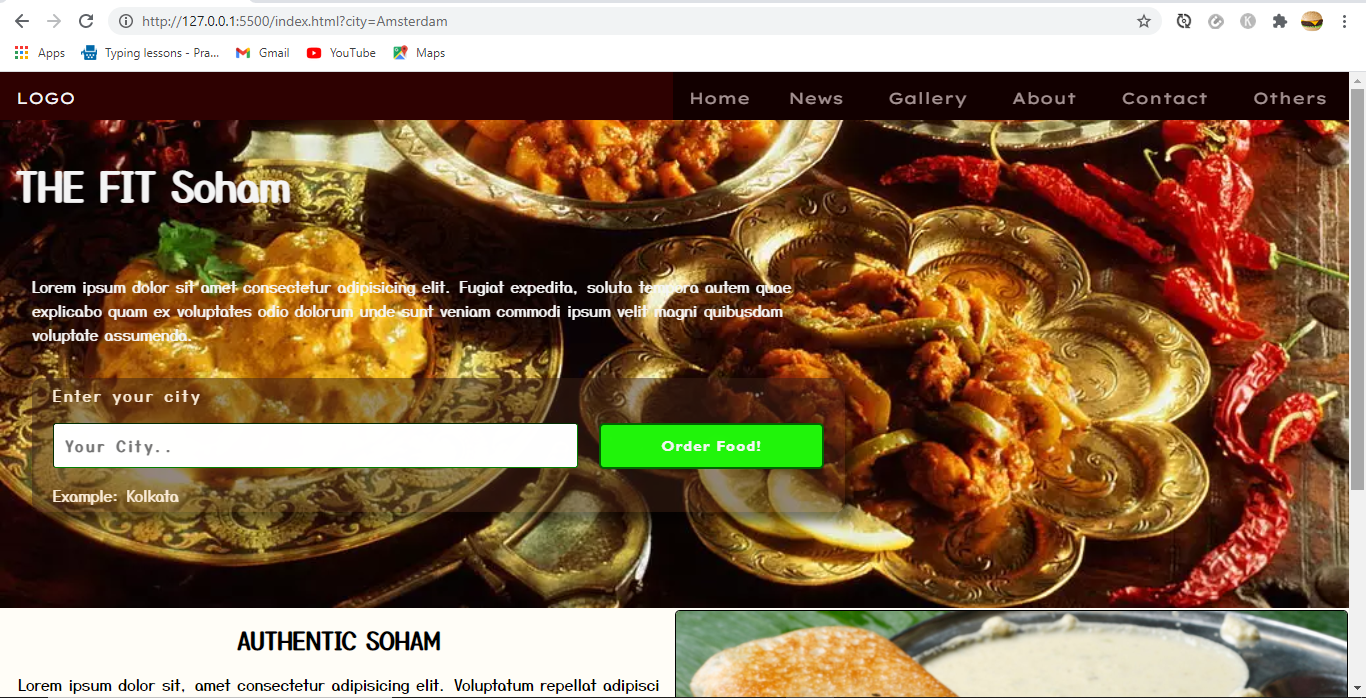 http://127.0.0.1:5500/index.html?city=Amsterdam
K
Apps Typing lessons - Pra... Gmail YouTube Maps
LOGO Home News Gallery About Contact Others
THE FIT Soham
Lorem ipsum dolor sit amet consectetur adipisicing elit. Fugiat expedita, soluta tempora autem quae
explicabo quam ex voluptates odio dolorum unde sunt veniam commodi ipsum velit magni quibusdam
voluptate assumenda.
Enter your city
Your City..
Order Food!
Example: Kolkata
AUTHENTIC SOHAM
Lorem ipsum dolor sit, amet consectetur adipisicing elit. Voluptatum repellat adipisci